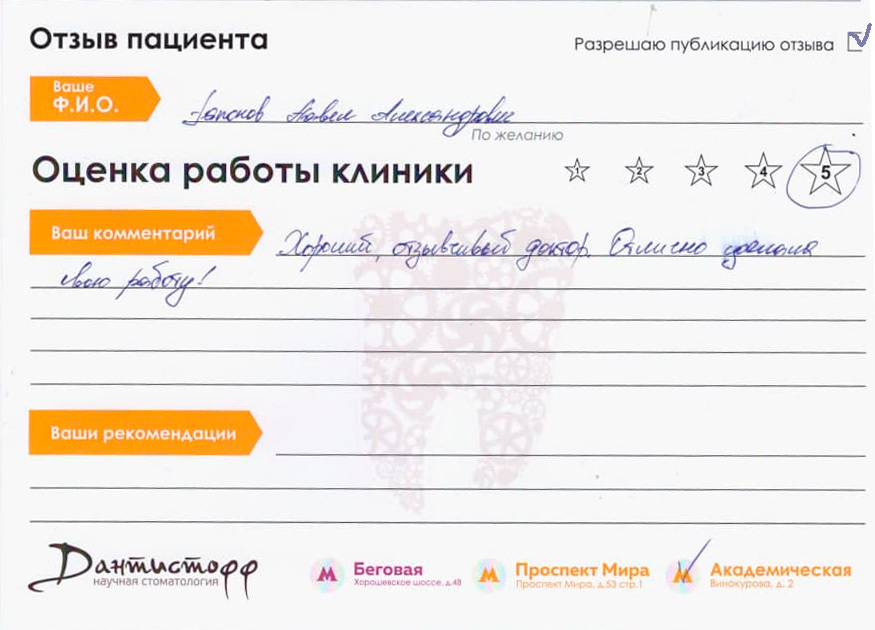 Отзыв пациента
Разрешаю публикацию отзыва
Ваше
Ф.И.О.
Павел Александрович
По желанию
Оценка работы клиники
1 2 3 4 5
Ваш комментарий
Хороший, отзывчивый доктор. Отлично сделала
свою работу!
Ваши рекомендации
Дантистофф
научная стоматология
М Беговая
Хорошевское шоссе, д.48
М Проспект Мира
Проспект Мира, д.53 стр.1
М Академическая
Винокурова, д. 2